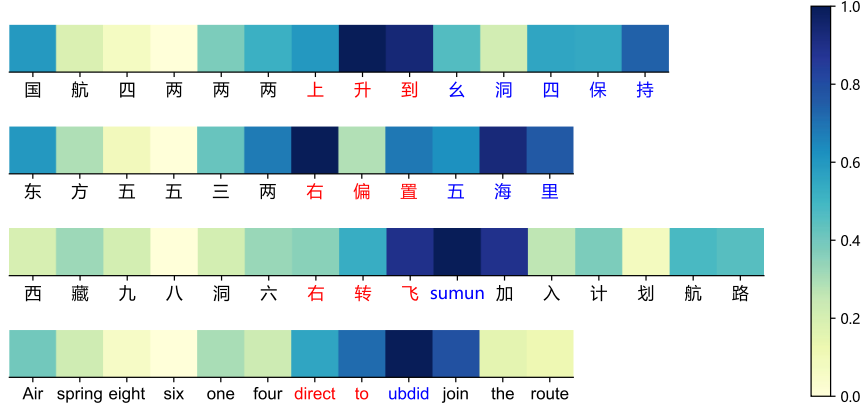 1.0
国 航 四 两 两 两 上 升 到 幺 洞 四 保 持
0.8
东 方 五 五 三 两 右 偏 置 五 海 里
0.6
0.4
西 藏 九 八 洞 六 右 转 飞 sumun 加 入 计 划 航 路
0.2
Air spring eight six one four direct to ubdid join the route
0.0